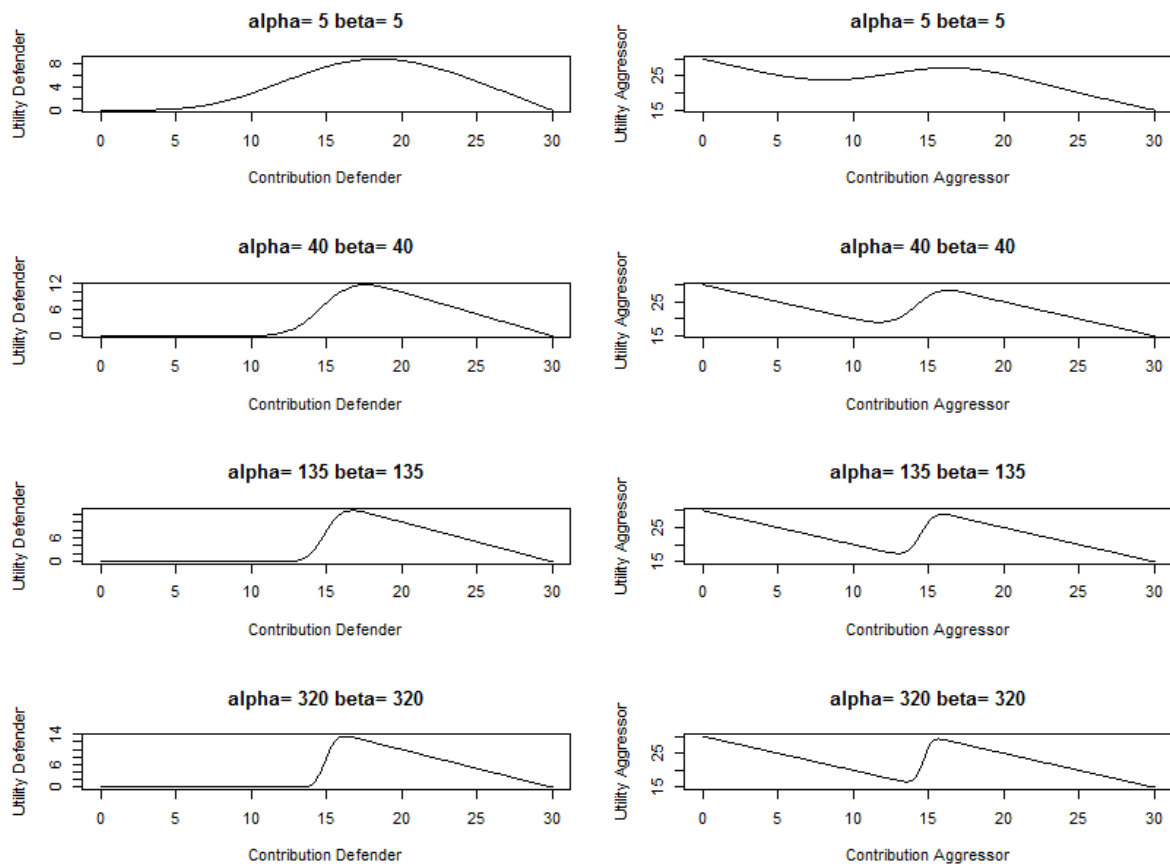 alpha= 5 beta= 5
Utility Defender
0 4 8
0 5 10 15 20 25 30
Contribution Defender
alpha= 5 beta= 5
Utility Aggressor
15 25
0 5 10 15 20 25 30
Contribution Aggressor
alpha= 40 beta= 40
Utility Defender
0 6 12
0 5 10 15 20 25 30
Contribution Defender
alpha= 40 beta= 40
Utility Aggressor
15 25
0 5 10 15 20 25 30
Contribution Aggressor
alpha= 135 beta= 135
Utility Defender
0 6
0 5 10 15 20 25 30
Contribution Defender
alpha= 135 beta= 135
Utility Aggressor
15 25
0 5 10 15 20 25 30
Contribution Aggressor
alpha= 320 beta= 320
Utility Defender
0 6 14
0 5 10 15 20 25 30
Contribution Defender
alpha= 320 beta= 320
Utility Aggressor
15 25
0 5 10 15 20 25 30
Contribution Aggressor